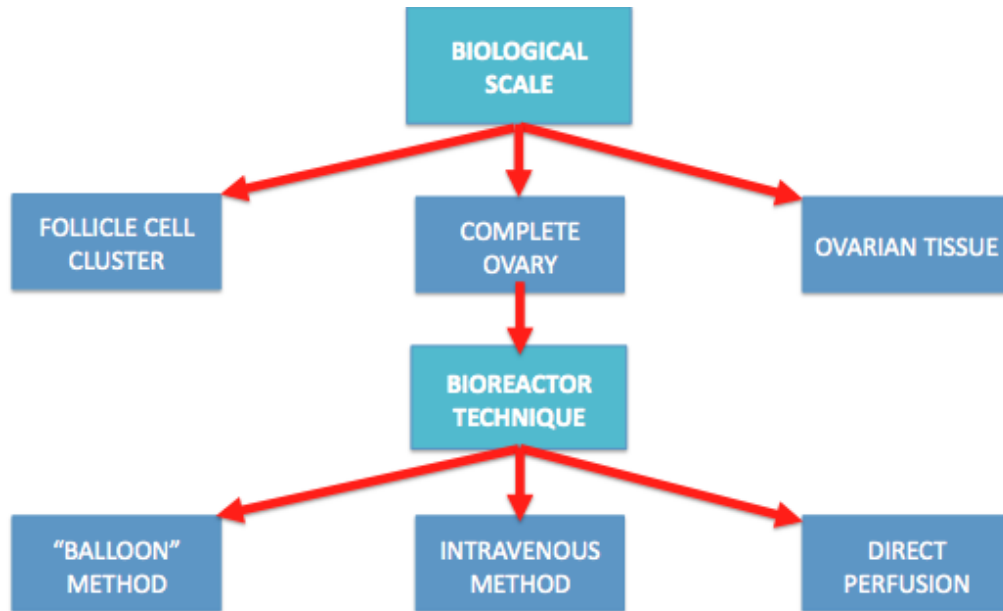 BIOLOGICAL
SCALE
FOLLICLE CELL
CLUSTER
COMPLETE
OVARY
OVARIAN TISSUE
BIOREACTOR
TECHNIQUE
“BALLOON”
METHOD
INTRAVENOUS
METHOD
DIRECT
PERFUSION